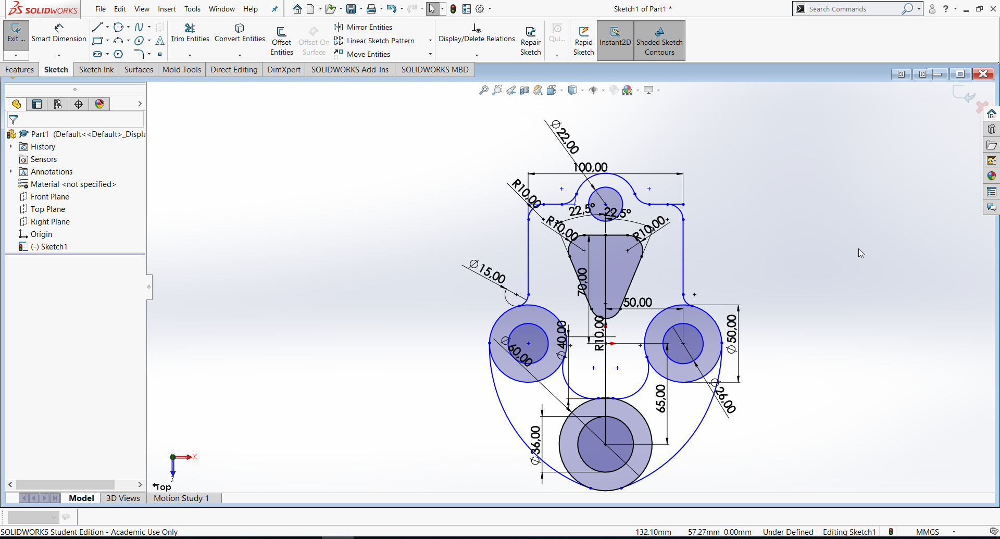 SOLIDWORKS File Edit View Insert Tools Window Help Sketch1 of Part1 * Search Commands
Exit ... Smart Dimension Trim Entities Convert Entities Offset Entities Offset On Surface Mirror Entities Linear Sketch Pattern Move Entities Display/Delete Relations Repair Sketch Qui... Rapid Sketch Instant2D Shaded Sketch Contours
Features Sketch Sketch Ink Surfaces Mold Tools Direct Editing DimXpert SOLIDWORKS Add-Ins SOLIDWORKS MBD
Part1 (Default<<Default>_Displa
History
Sensors
Annotations
Material <not specified>
Front Plane
Top Plane
Right Plane
Origin
(-) Sketch1
∅22,00
100,00
R10,00
22,5°
22,5°
R10,00
R10,00
∅15,00
70,00
50,00
R10,00
∅40,00
∅60,00
∅50,00
65,00
∅26,00
∅36,00
X
Z
*Top
Model 3D Views Motion Study 1
SOLIDWORKS Student Edition - Academic Use Only 132.10mm 57.27mm 0.00mm Under Defined Editing Sketch1 MMGS